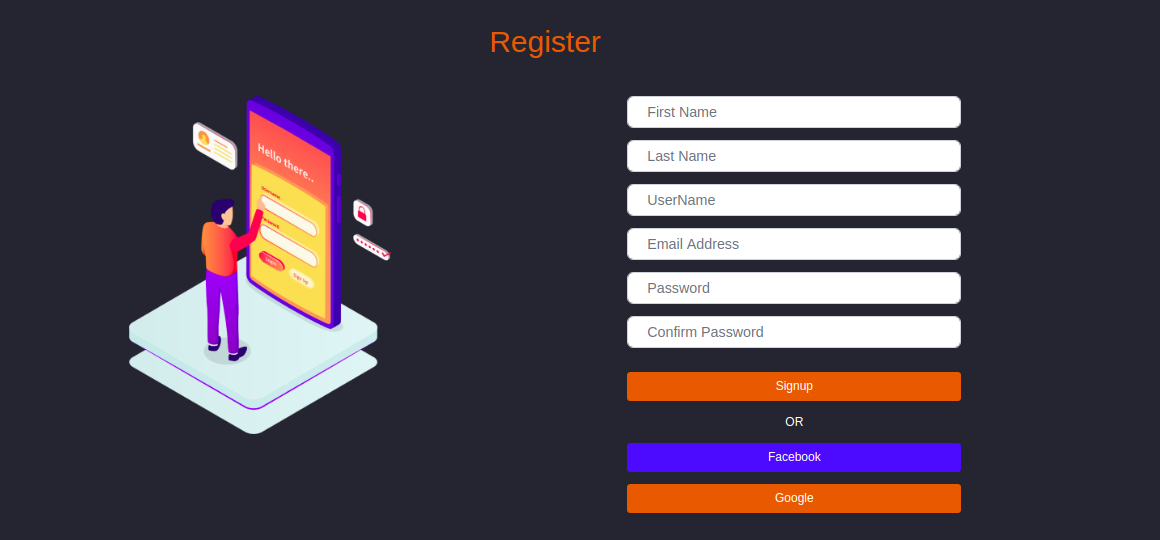 Register
Hello there..
Username
Password
Login
Sign Up
First Name
Last Name
UserName
Email Address
Password
Confirm Password
Signup
OR
Facebook
Google